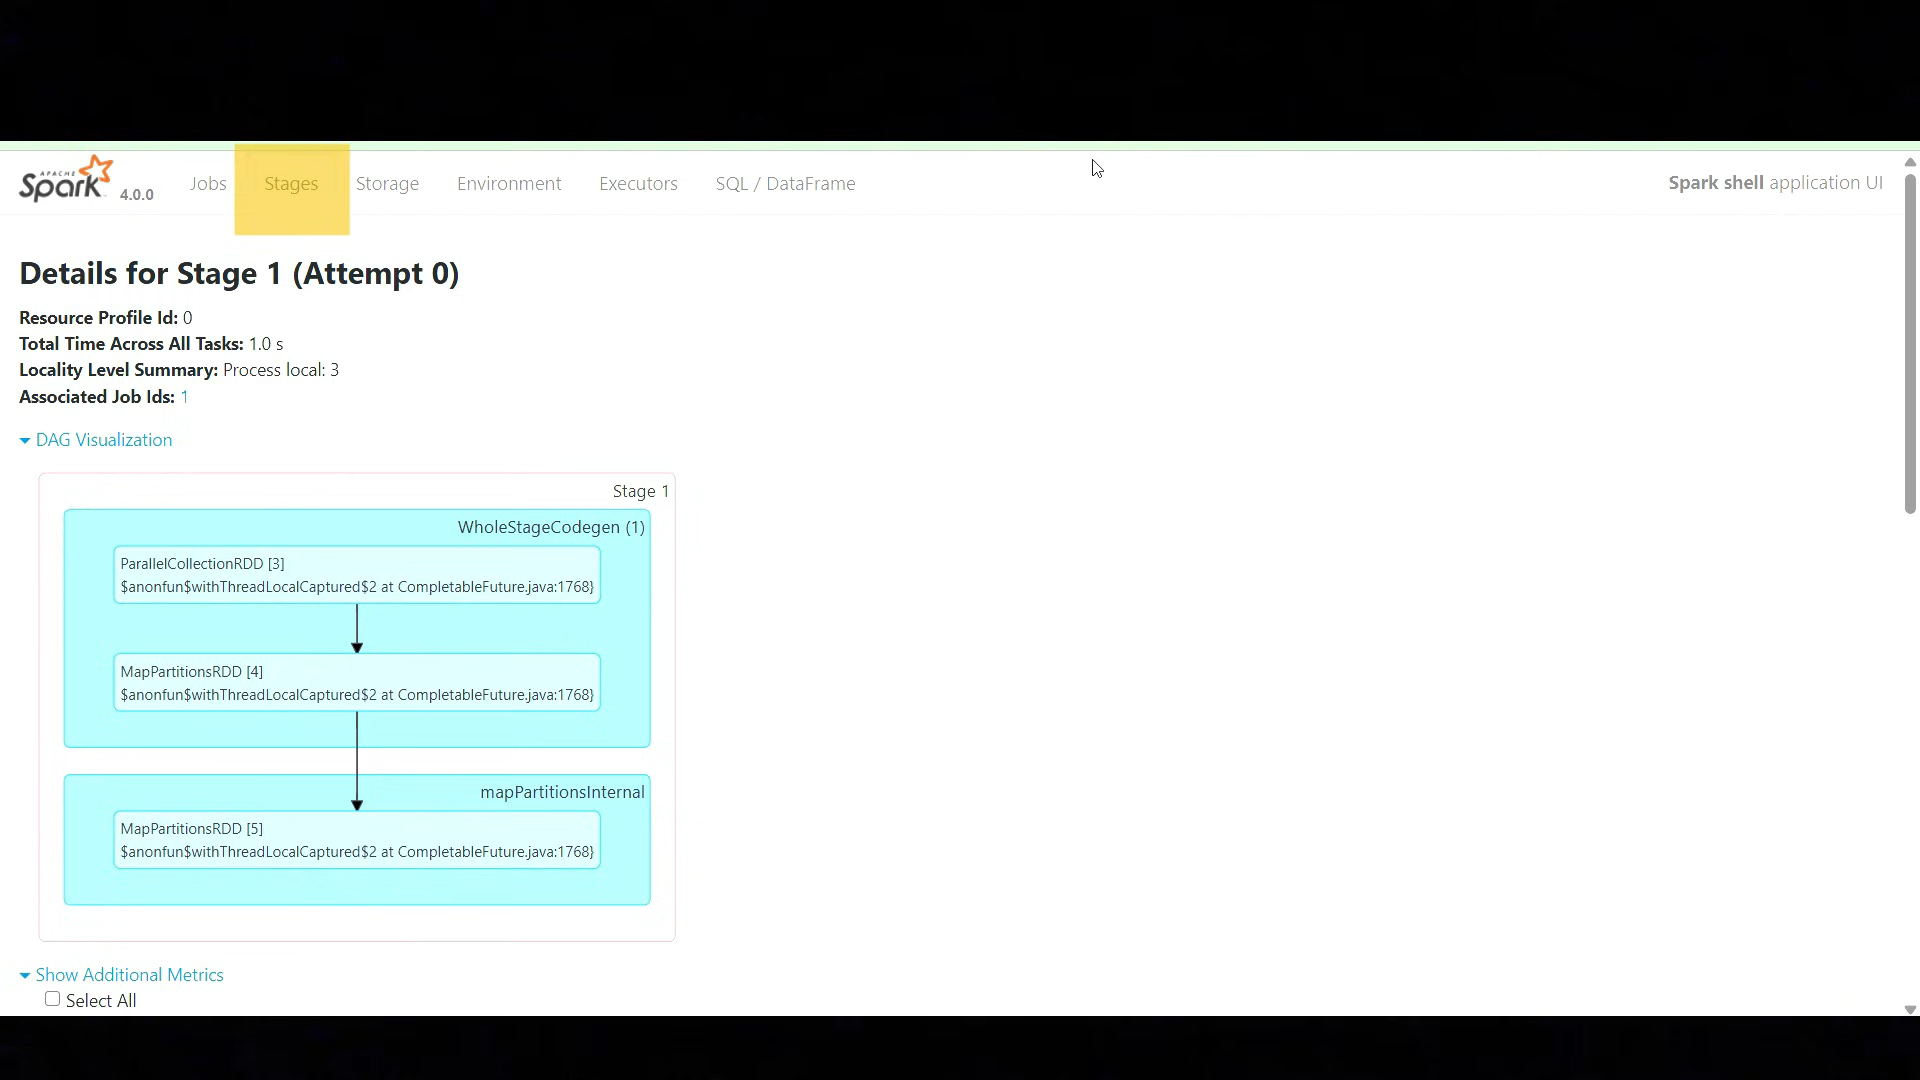 APACHE
Spark 4.0.0 Jobs Stages Storage Environment Executors SQL / DataFrame Spark shell application UI
Details for Stage 1 (Attempt 0)
Resource Profile Id: 0
Total Time Across All Tasks: 1.0 s
Locality Level Summary: Process local: 3
Associated Job Ids: 1
DAG Visualization
Stage 1
WholeStageCodegen (1)
ParallelCollectionRDD [3]
$anonfun$withThreadLocalCaptured$2 at CompletableFuture.java:1768}
MapPartitionsRDD [4]
$anonfun$withThreadLocalCaptured$2 at CompletableFuture.java:1768}
mapPartitionsInternal
MapPartitionsRDD [5]
$anonfun$withThreadLocalCaptured$2 at CompletableFuture.java:1768}
Show Additional Metrics
Select All